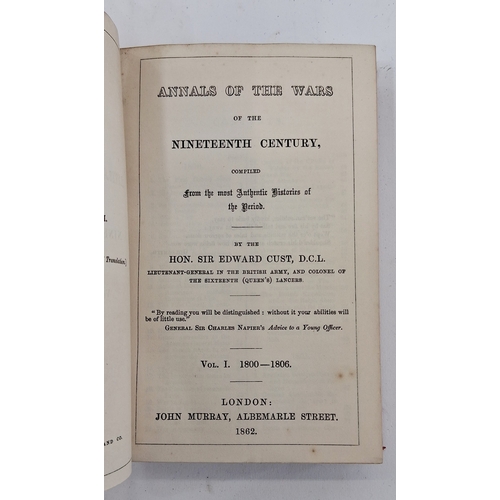 ANNALS OF THE WARS
OF THE
NINETEENTH CENTURY,
COMPILED
From the most Authentic Histories of
the Period.
BY THE
HON. SIR EDWARD CUST, D.C.L.
LIEUTENANT-GENERAL IN THE BRITISH ARMY, AND COLONEL OF
THE SIXTEENTH (QUEEN'S) LANCERS.
"By reading you will be distinguished: without it your abilities will
be of little use."
GENERAL SIR CHARLES NAPIER'S Advice to a Young Officer.
VOL. I. 1800—1806.
LONDON:
JOHN MURRAY, ALBEMARLE STREET.
1862.
Translation
AND CO.